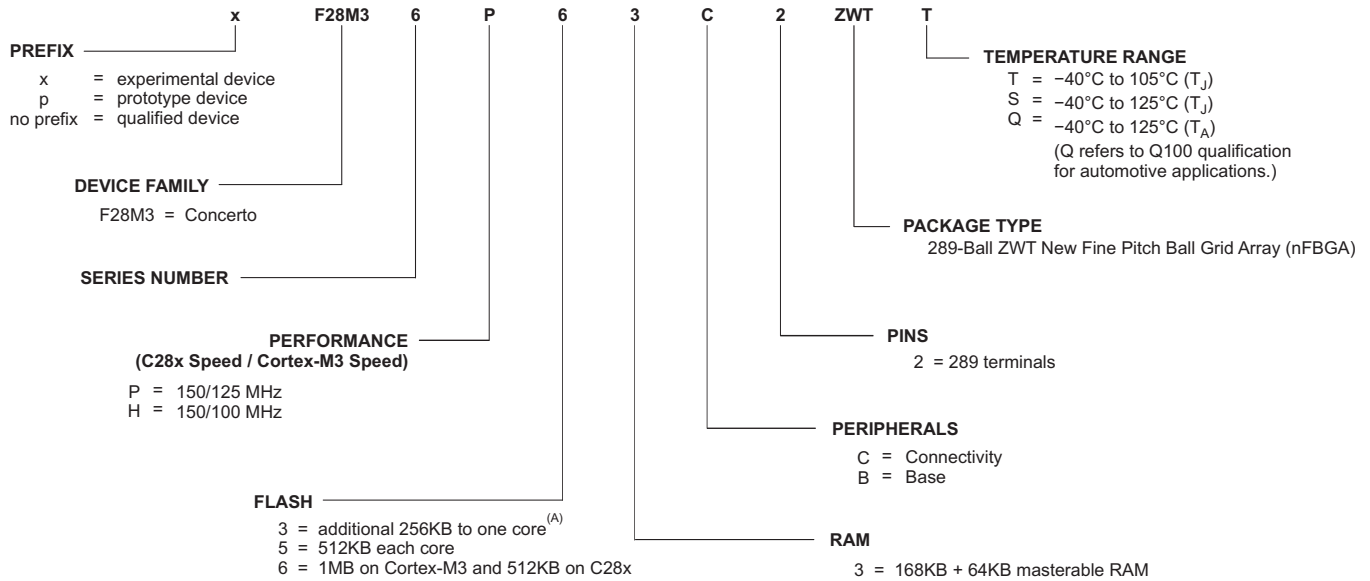 x F28M3 6 P 6 3 C 2 ZWT T
PREFIX
x = experimental device
p = prototype device
no prefix = qualified device
TEMPERATURE RANGE
T = −40°C to 105°C (TJ)
S = −40°C to 125°C (TJ)
Q = −40°C to 125°C (TA)
(Q refers to Q100 qualification
for automotive applications.)
DEVICE FAMILY
F28M3 = Concerto
PACKAGE TYPE
289-Ball ZWT New Fine Pitch Ball Grid Array (nFBGA)
SERIES NUMBER
PERFORMANCE
(C28x Speed / Cortex-M3 Speed)
P = 150/125 MHz
H = 150/100 MHz
PINS
2 = 289 terminals
PERIPHERALS
C = Connectivity
B = Base
FLASH
3 = additional 256KB to one core(A)
5 = 512KB each core
6 = 1MB on Cortex-M3 and 512KB on C28x
RAM
3 = 168KB + 64KB masterable RAM